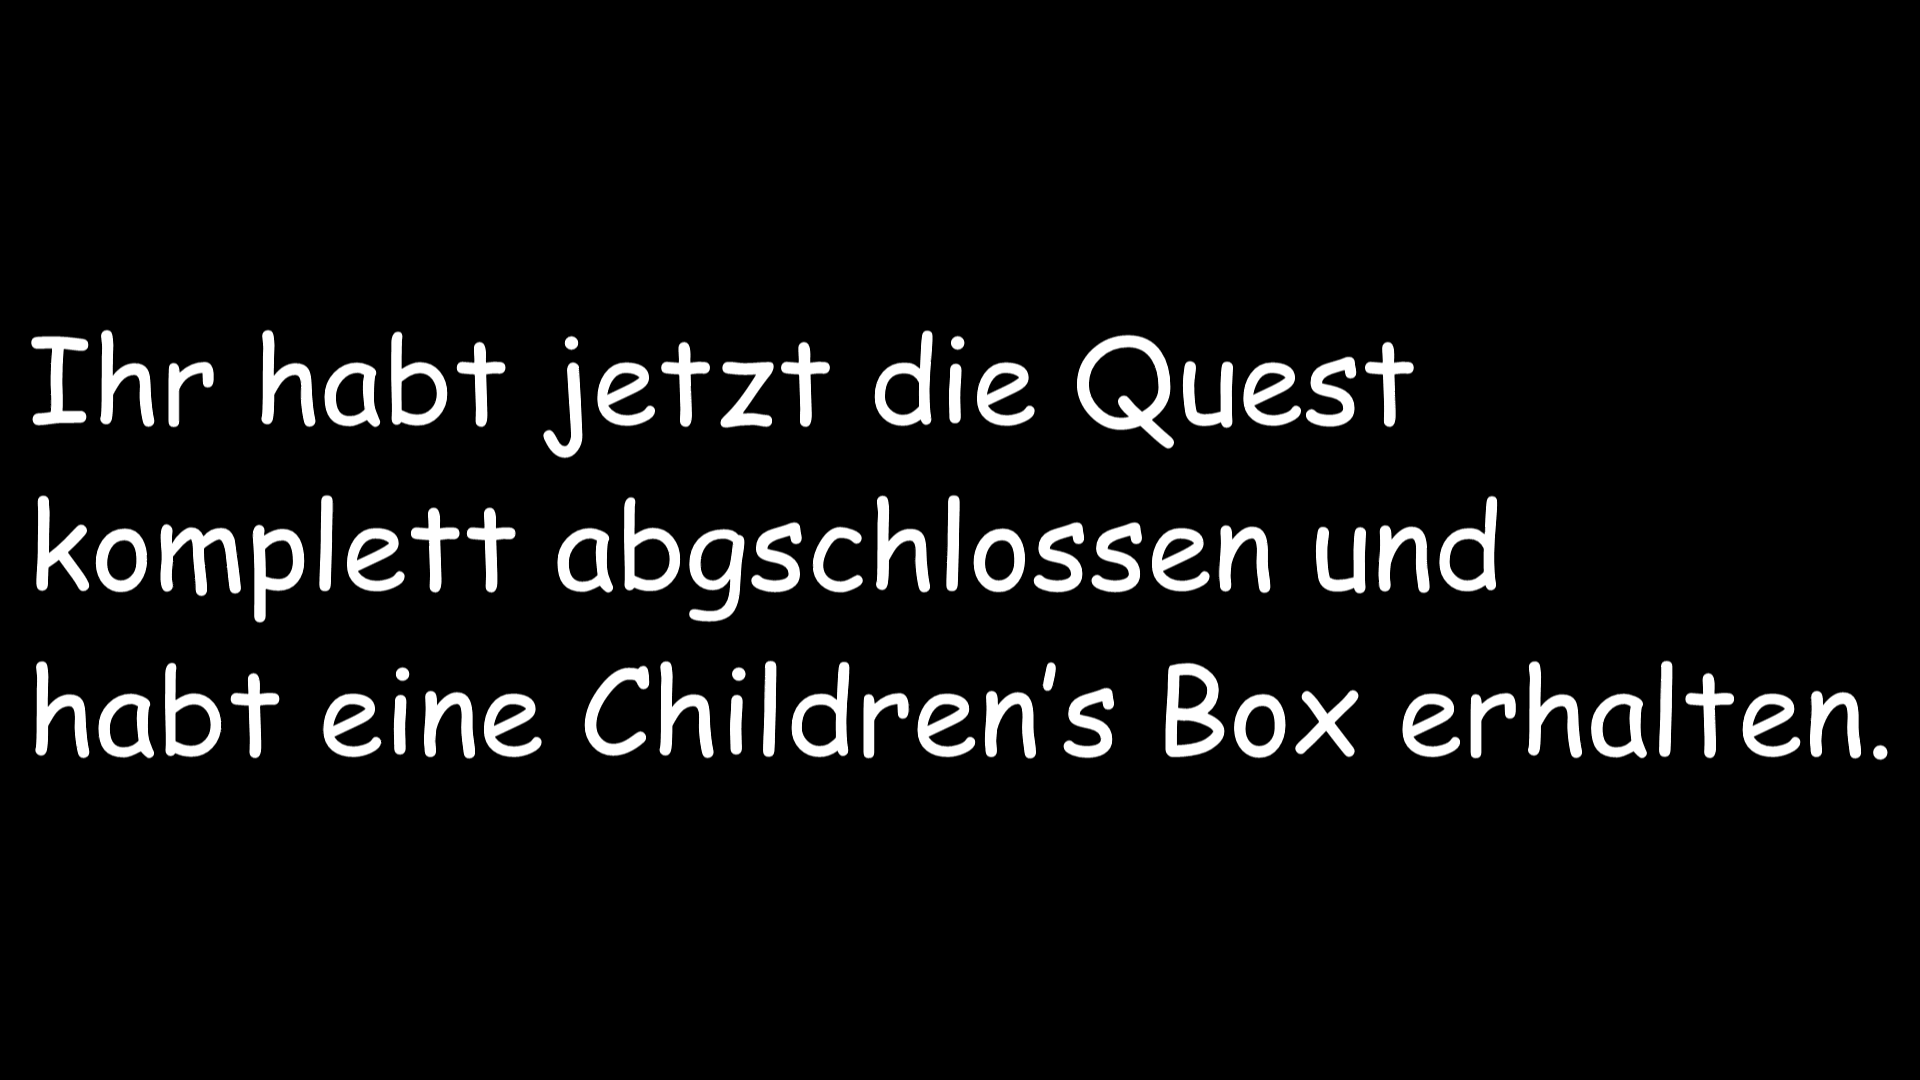 Ihr habt jetzt die Quest
komplett abgschlossen und
habt eine Children’s Box erhalten.